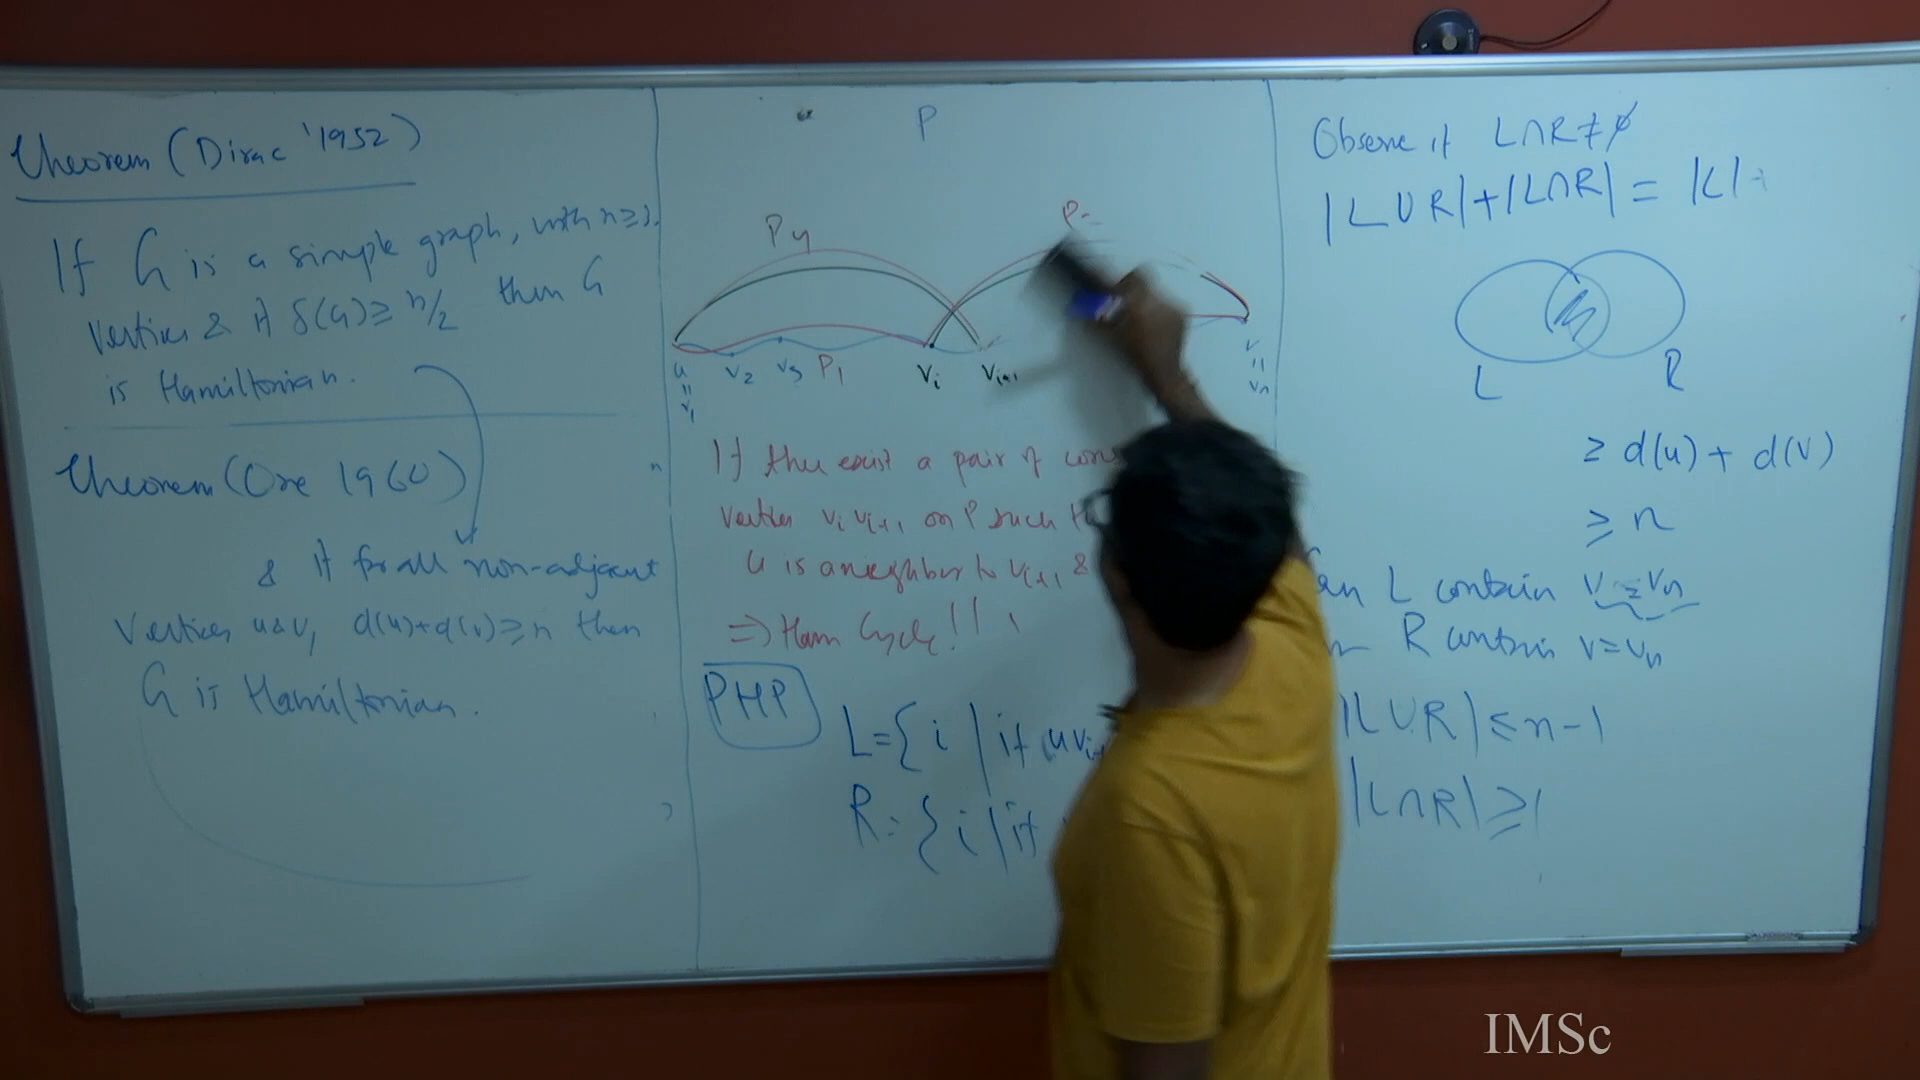 Theorem (Dirac '1952)
If G is a simple graph, with n≥3
vertices & if δ(G)≥ n/2 then G
is Hamiltonian.
Theorem (Ore 1960)
& if for all non-adjacent
vertices u&v, d(u)+d(v)≥n then
G is Hamiltonian.
P
P4
u
=
v1
v2
v3
P1
vi
vi+1
v
=
vn
If there exist a pair of
vertices vi vi+1 on P such
u is a neighbor to vi+1 &
⇒ Ham Cycle!!
PHP
L={ i | if uvi+
R={ i | if
Observe if L∩R≠φ
|L∪R|+|L∩R| = |L|+
L
R
≥ d(u)+ d(v)
≥ n
Can L contain v=vn
R contain v=vn
|L∪R|≤n-1
|L∩R|≥1
IMSc